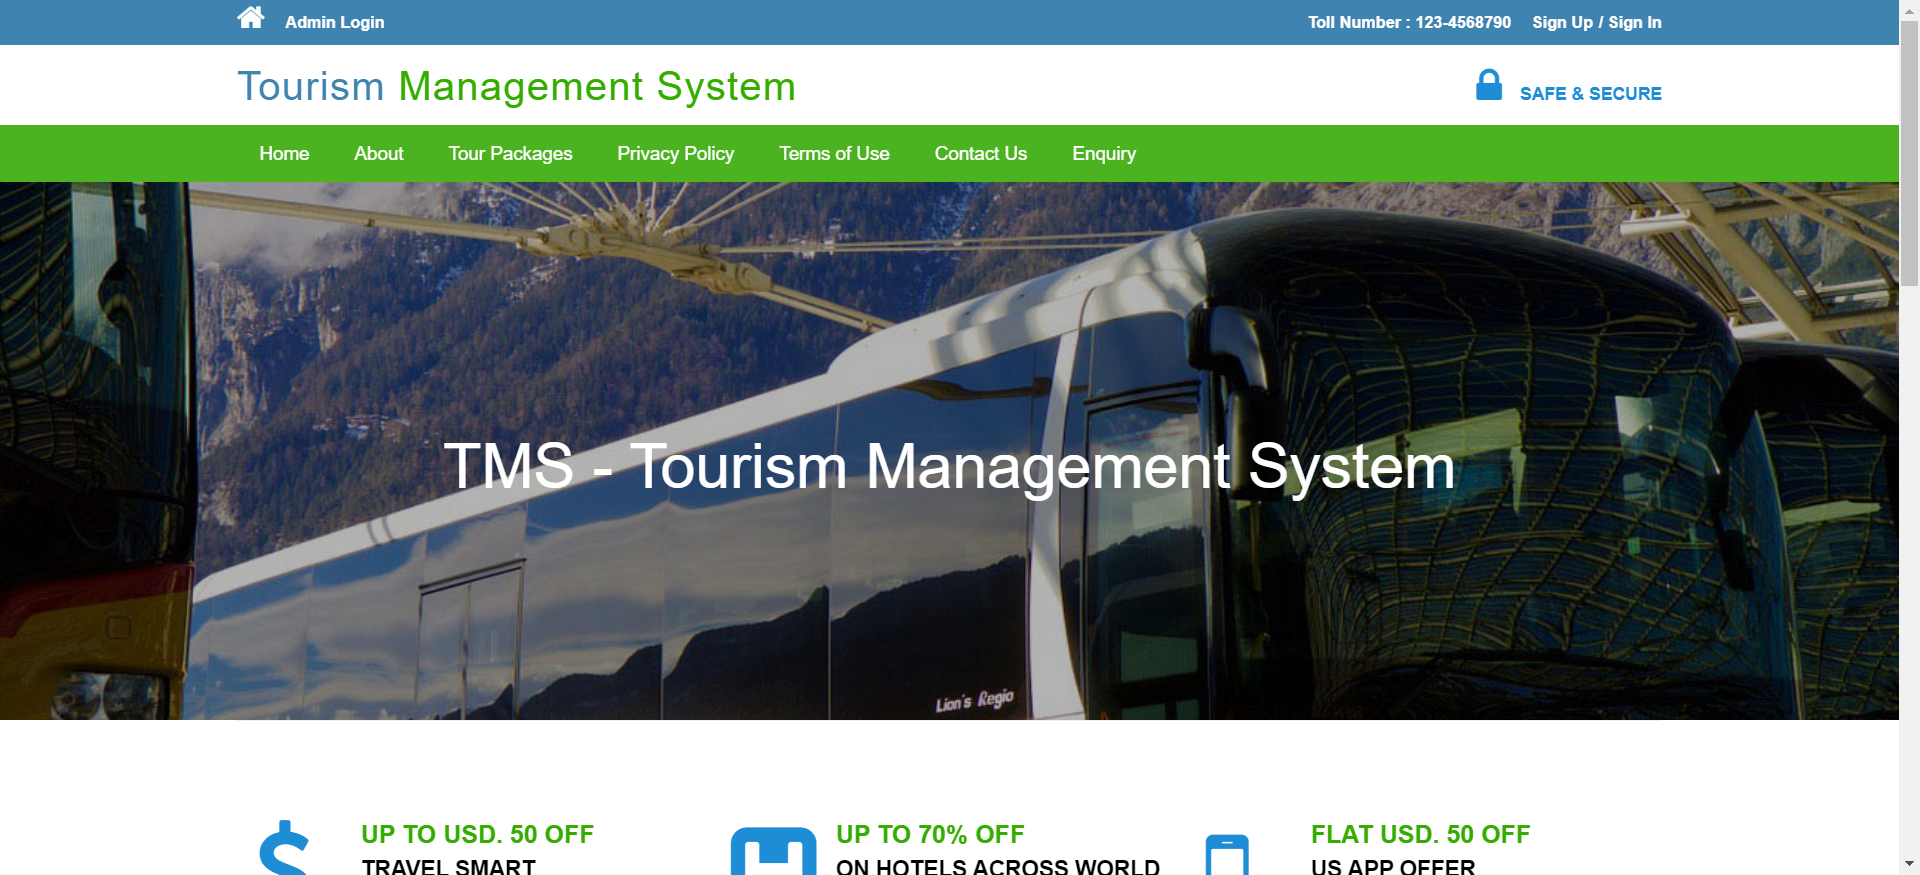 Admin Login
Toll Number : 123-4568790 Sign Up / Sign In
Tourism Management System
SAFE & SECURE
Home About Tour Packages Privacy Policy Terms of Use Contact Us Enquiry
TMS - Tourism Management System
Lion's Regio
UP TO USD. 50 OFF
TRAVEL SMART
UP TO 70% OFF
ON HOTELS ACROSS WORLD
FLAT USD. 50 OFF
US APP OFFER